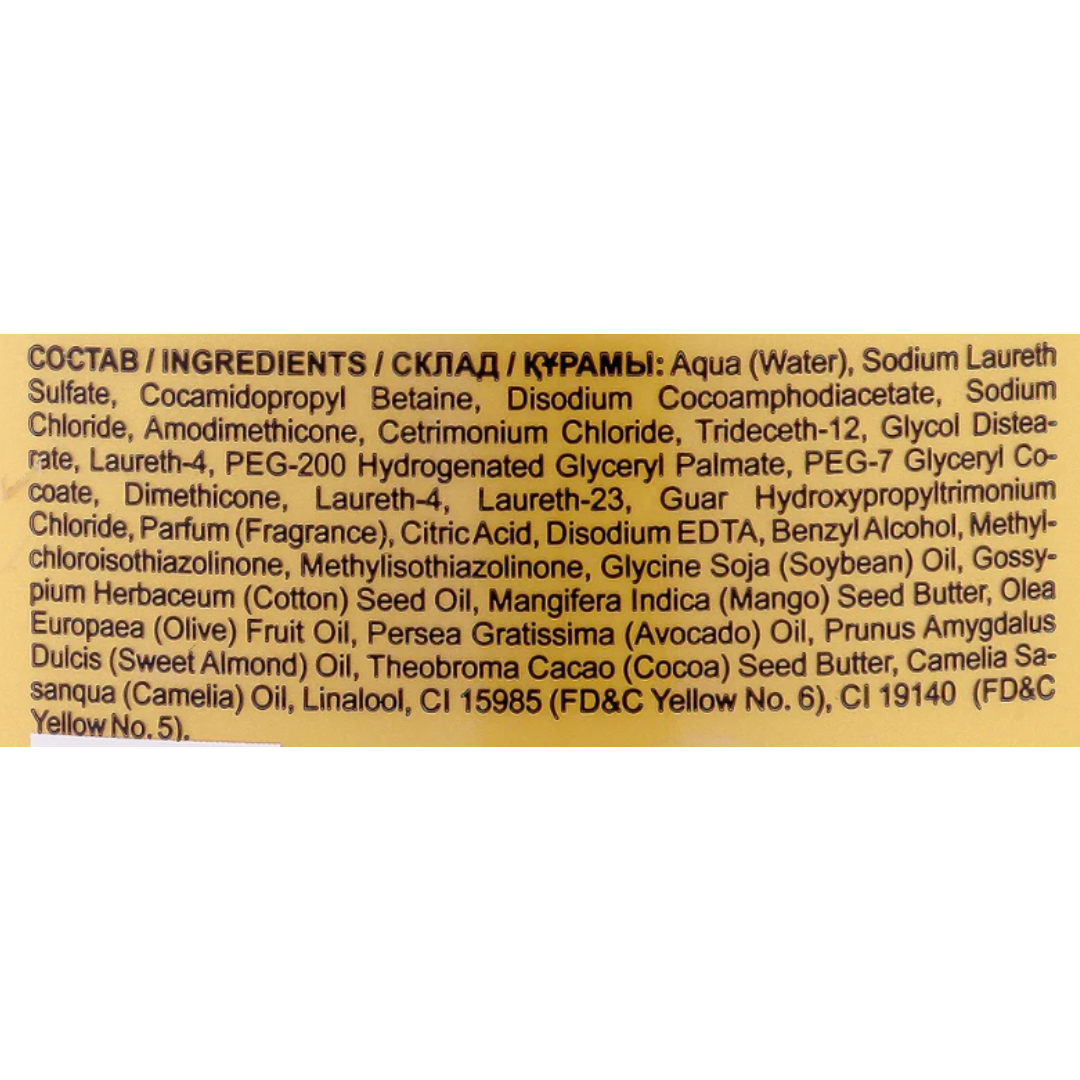 СОСТАВ / INGREDIENTS / СКЛАД / ҚҰРАМЫ: Aqua (Water), Sodium Laureth
Sulfate, Cocamidopropyl Betaine, Disodium Cocoamphodiacetate, Sodium
Chloride, Amodimethicone, Cetrimonium Chloride, Trideceth-12, Glycol Distea-
rate, Laureth-4, PEG-200 Hydrogenated Glyceryl Palmate, PEG-7 Glyceryl Co-
coate, Dimethicone, Laureth-4, Laureth-23, Guar Hydroxypropyltrimonium
Chloride, Parfum (Fragrance), Citric Acid, Disodium EDTA, Benzyl Alcohol, Methyl-
chloroisothiazolinone, Methylisothiazolinone, Glycine Soja (Soybean) Oil, Gossy-
pium Herbaceum (Cotton) Seed Oil, Mangifera Indica (Mango) Seed Butter, Olea
Europaea (Olive) Fruit Oil, Persea Gratissima (Avocado) Oil, Prunus Amygdalus
Dulcis (Sweet Almond) Oil, Theobroma Cacao (Cocoa) Seed Butter, Camelia Sa-
sanqua (Camelia) Oil, Linalool, CI 15985 (FD&C Yellow No. 6), CI 19140 (FD&C
Yellow No. 5).